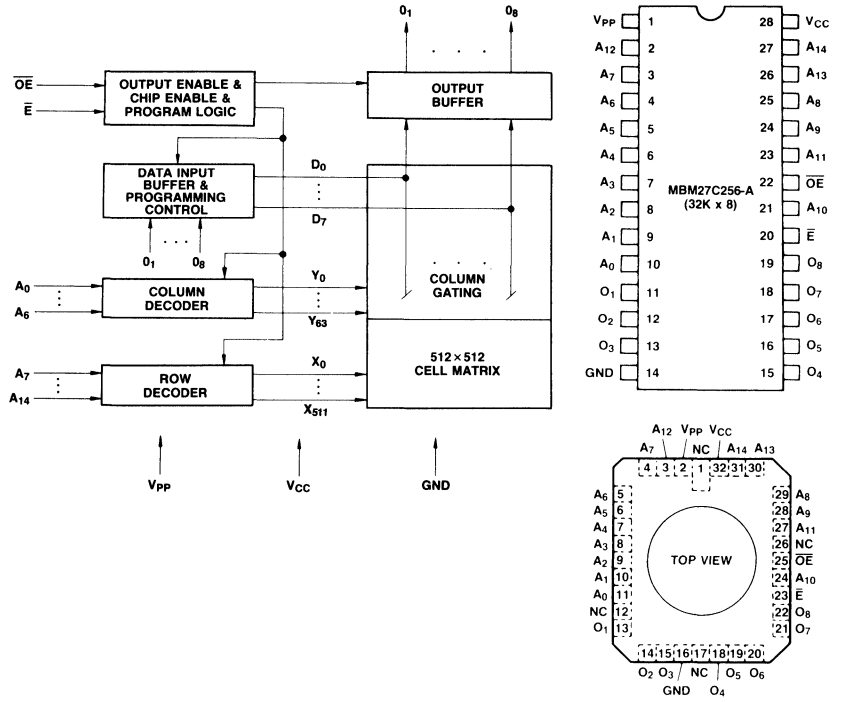 O1 . . . O8
OE
E
OUTPUT ENABLE &
CHIP ENABLE &
PROGRAM LOGIC
OUTPUT
BUFFER
DATA INPUT
BUFFER &
PROGRAMMING
CONTROL
D0
D7
O1 . . . O8
A0
A6
COLUMN
DECODER
Y0
Y63
. . . .
COLUMN
GATING
A7
A14
ROW
DECODER
X0
X511
512 × 512
CELL MATRIX
VPP
VCC
GND
VPP 1 28 VCC
A12 2 27 A14
A7 3 26 A13
A6 4 25 A8
A5 5 24 A9
A4 6 23 A11
A3 7 22 O̅E̅
A2 8 21 A10
A1 9 20 E̅
A0 10 19 O8
O1 11 18 O7
O2 12 17 O6
O3 13 16 O5
GND 14 15 O4
MBM27C256-A
(32K x 8)
A12 VPP VCC
A7 NC A14 A13
4 3 2 1 32 31 30
A6 5 29 A8
A5 6 28 A9
A4 7 27 A11
A3 8 26 NC
A2 9 25 O̅E̅
A1 10 24 A10
A0 11 23 E̅
NC 12 22 O8
O1 13 21 O7
TOP VIEW
14 15 16 17 18 19 20
O2 O3 NC O5 O6
GND O4